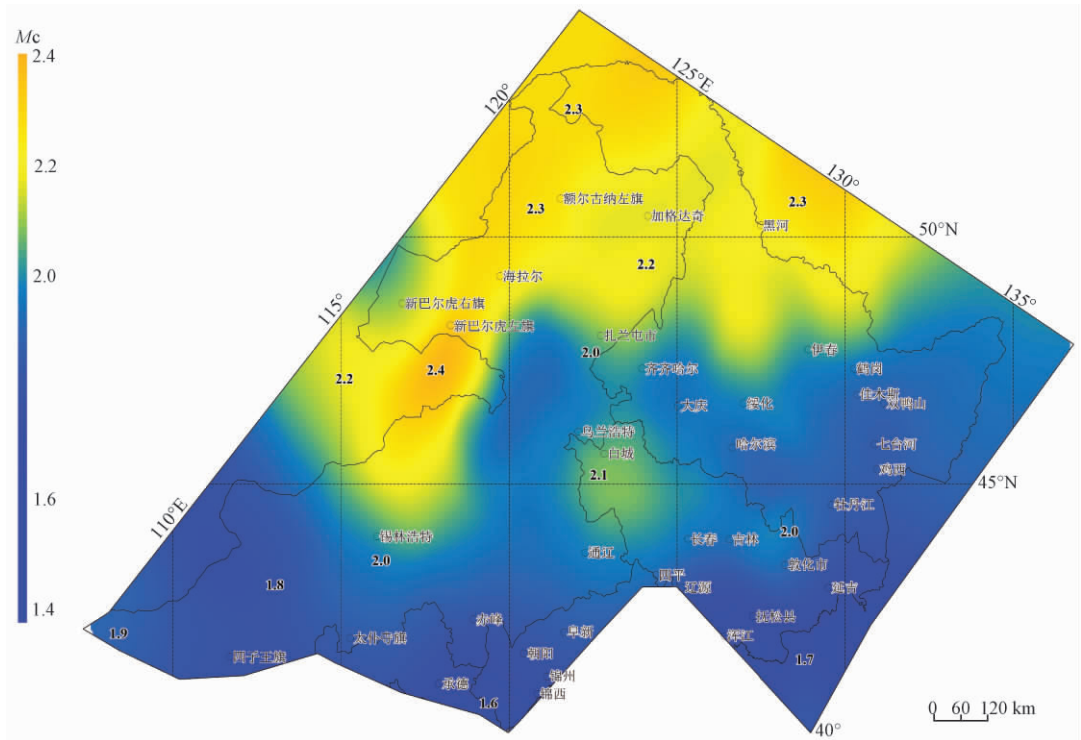 Mc
2.4
2.2
2.0
1.6
1.4
125°E
120°
2.3
130°
2.3
2.3
额尔古纳左旗
加格达奇
黑河
50°N
2.2
海拉尔
135°
115°
新巴尔虎右旗
新巴尔虎左旗
扎兰屯市
2.0
伊春
2.4
2.2
齐齐哈尔
鹤岗
佳木斯
双鸭山
大庆
绥化
乌兰浩特
哈尔滨
七台河
白城
2.1
鸡西
45°N
110°E
牡丹江
锡林浩特
2.0
通江
长春
吉林
2.0
敦化市
1.8
四平
辽源
延吉
1.9
赤峰
抚松县
太仆寺旗
阜新
浑江
四子王旗
朝阳
1.7
承德
锦州
锦西
1.6
40°
0 60 120 km